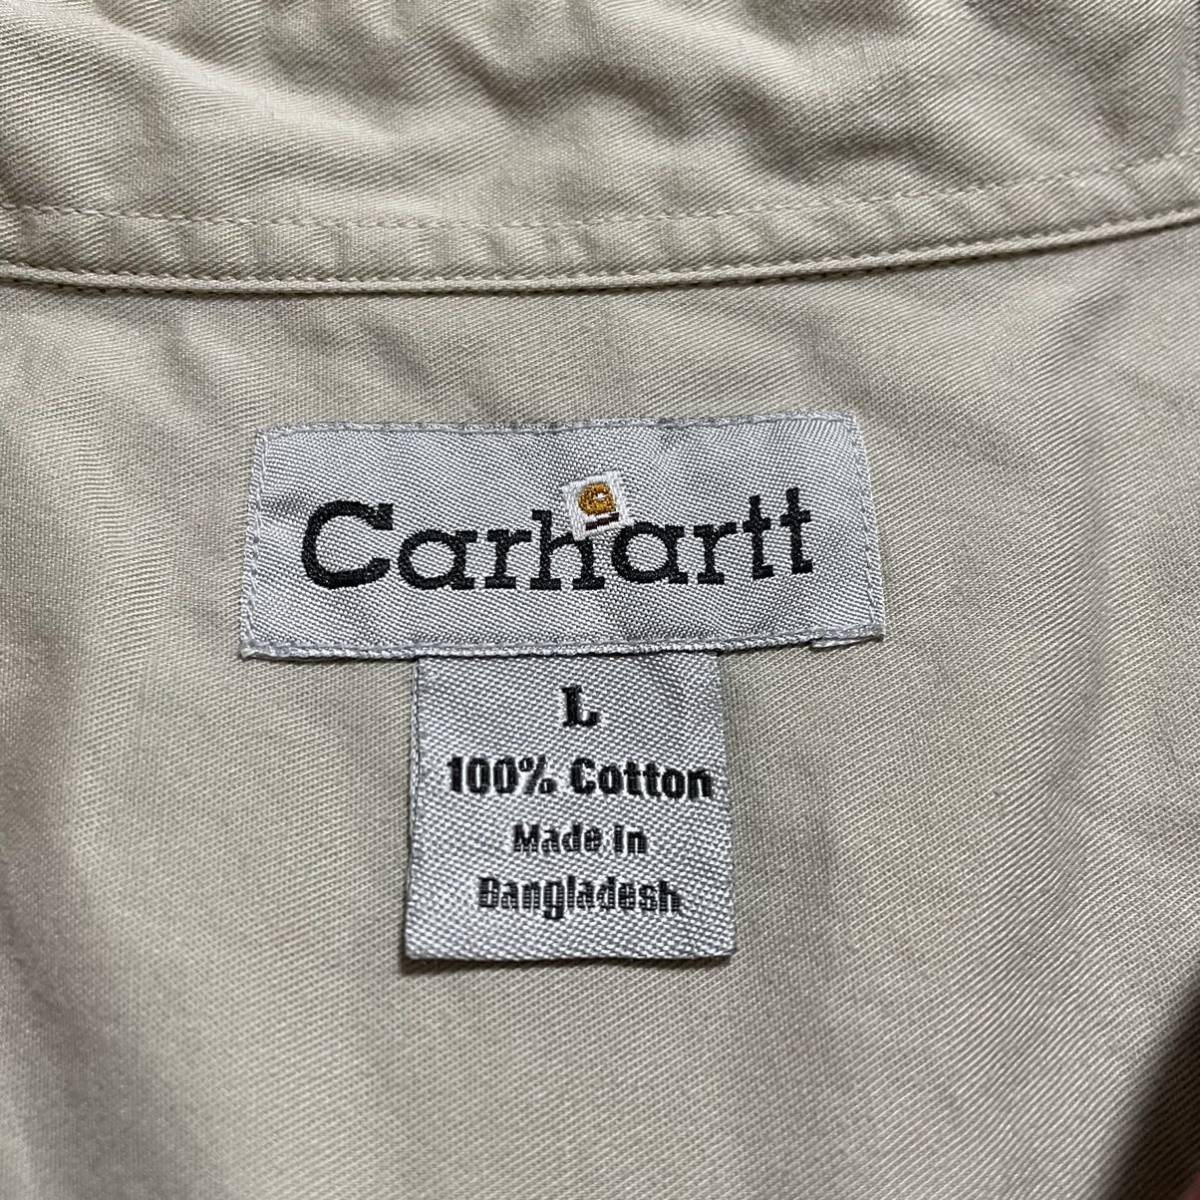 Carhartt
L
100% Cotton
Made in
Bangladesh